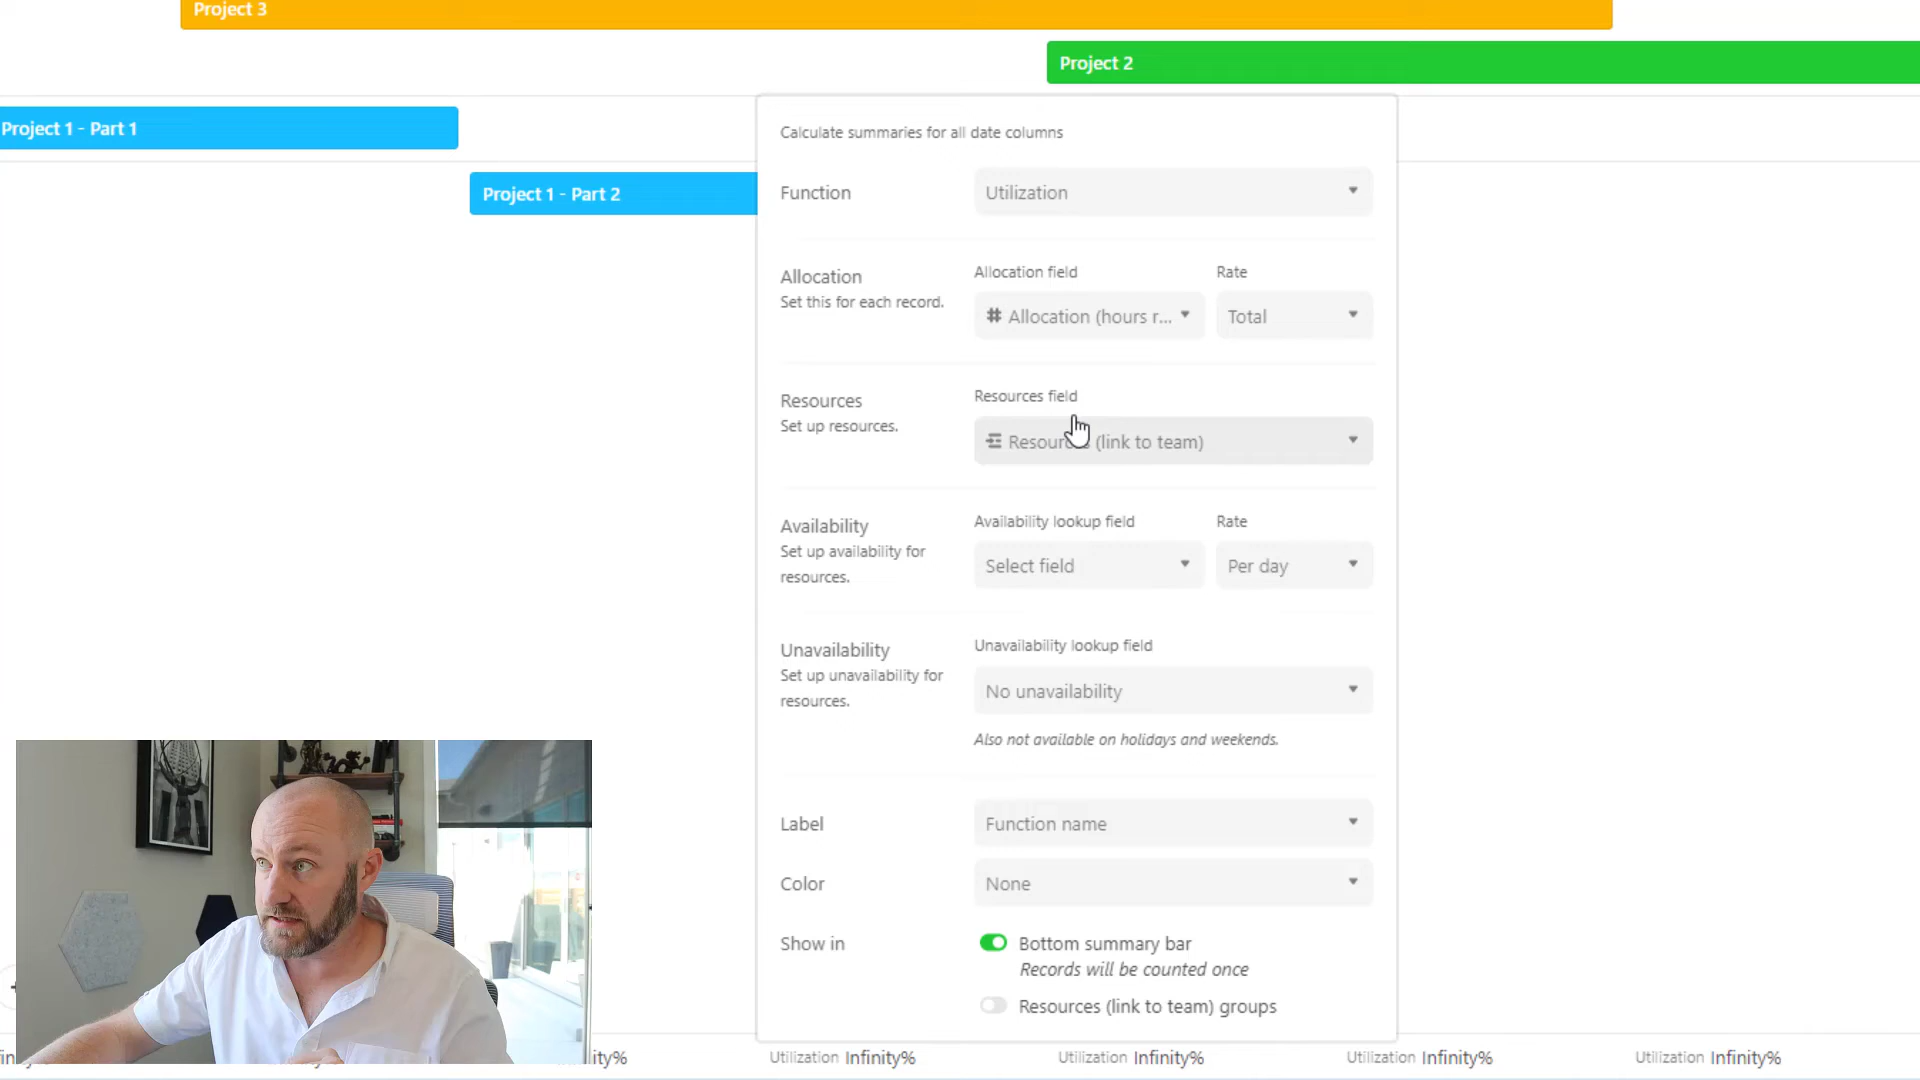 Project 3
Project 2
Project 1 - Part 1
Project 1 - Part 2
Calculate summaries for all date columns
Function
Utilization
Allocation
Set this for each record.
Allocation field
Rate
Allocation (hours r...
Total
Resources
Set up resources.
Resources field
(link to team)
Availability
Set up availability for
resources.
Availability lookup field
Rate
Select field
Per day
Unavailability
Set up unavailability for
resources.
Unavailability lookup field
No unavailability
Also not available on holidays and weekends.
Label
Function name
Color
None
Show in
Bottom summary bar
Records will be counted once
Resources (link to team) groups
Utilization Infinity%
Utilization Infinity%
Utilization Infinity%
Utilization Infinity%